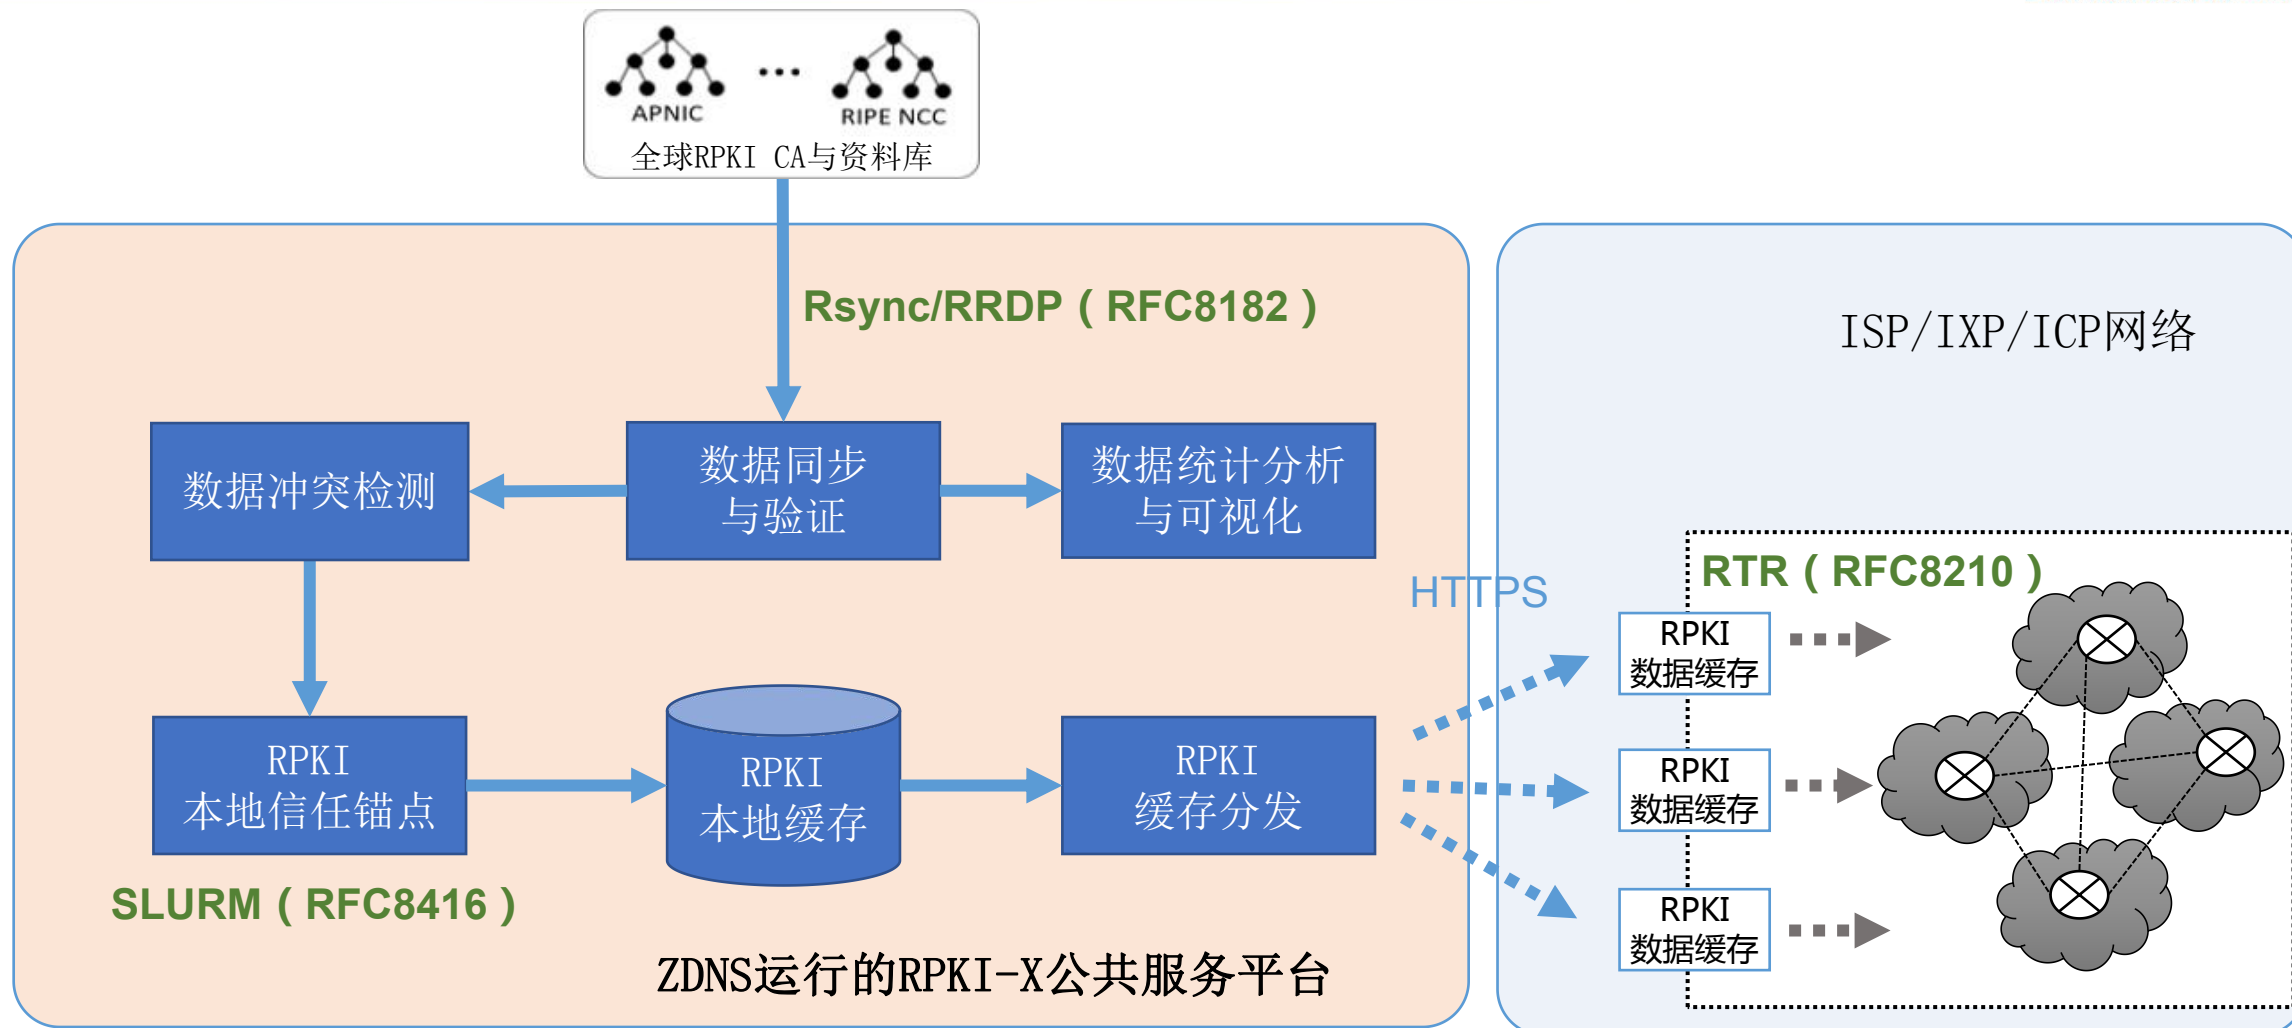 APNIC
...
RIPE NCC
全球RPKI CA与资料库
Rsync/RRDP（RFC8182）
ISP/IXP/ICP网络
数据冲突检测
数据同步
与验证
数据统计分析
与可视化
HTTPS
RTR（RFC8210）
RPKI
数据缓存
RPKI
本地信任锚点
RPKI
本地缓存
RPKI
缓存分发
RPKI
数据缓存
RPKI
数据缓存
SLURM（RFC8416）
ZDNS运行的RPKI-X公共服务平台